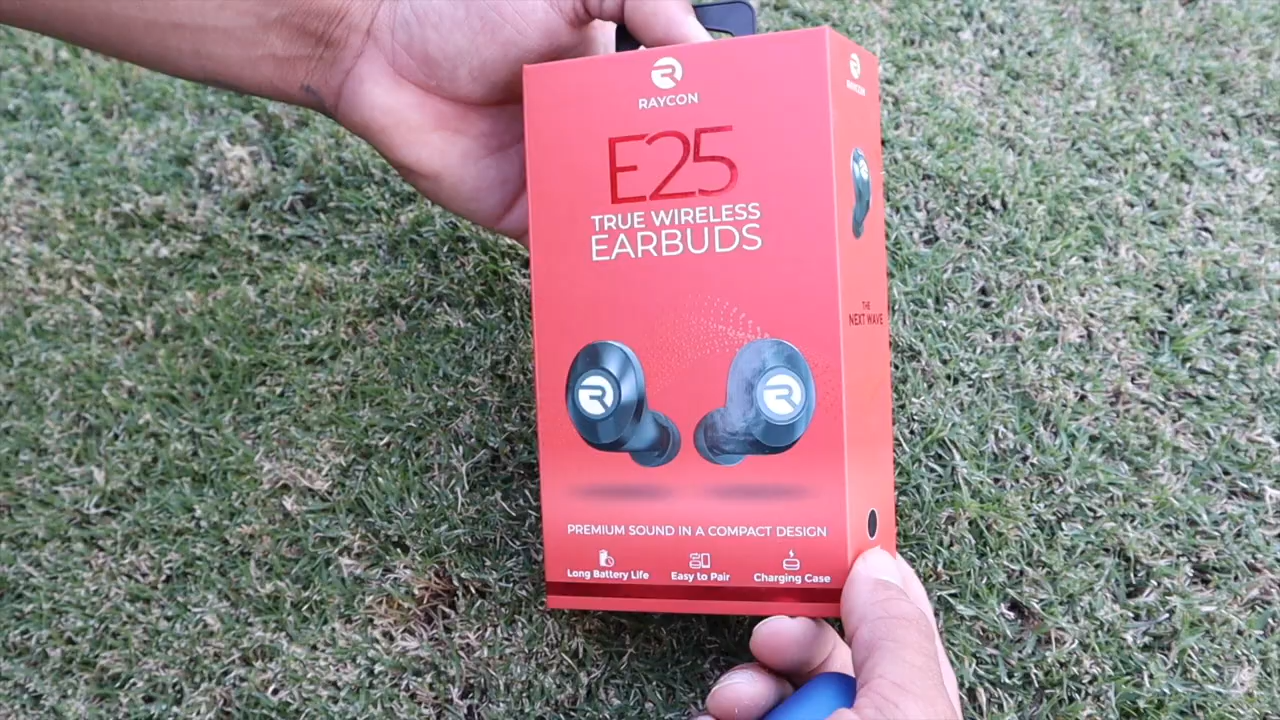 RAYCON
E25
TRUE WIRELESS
EARBUDS
PREMIUM SOUND IN A COMPACT DESIGN
Long Battery Life
Easy to Pair
Charging Case
RAYCON
THE
NEXT WAVE